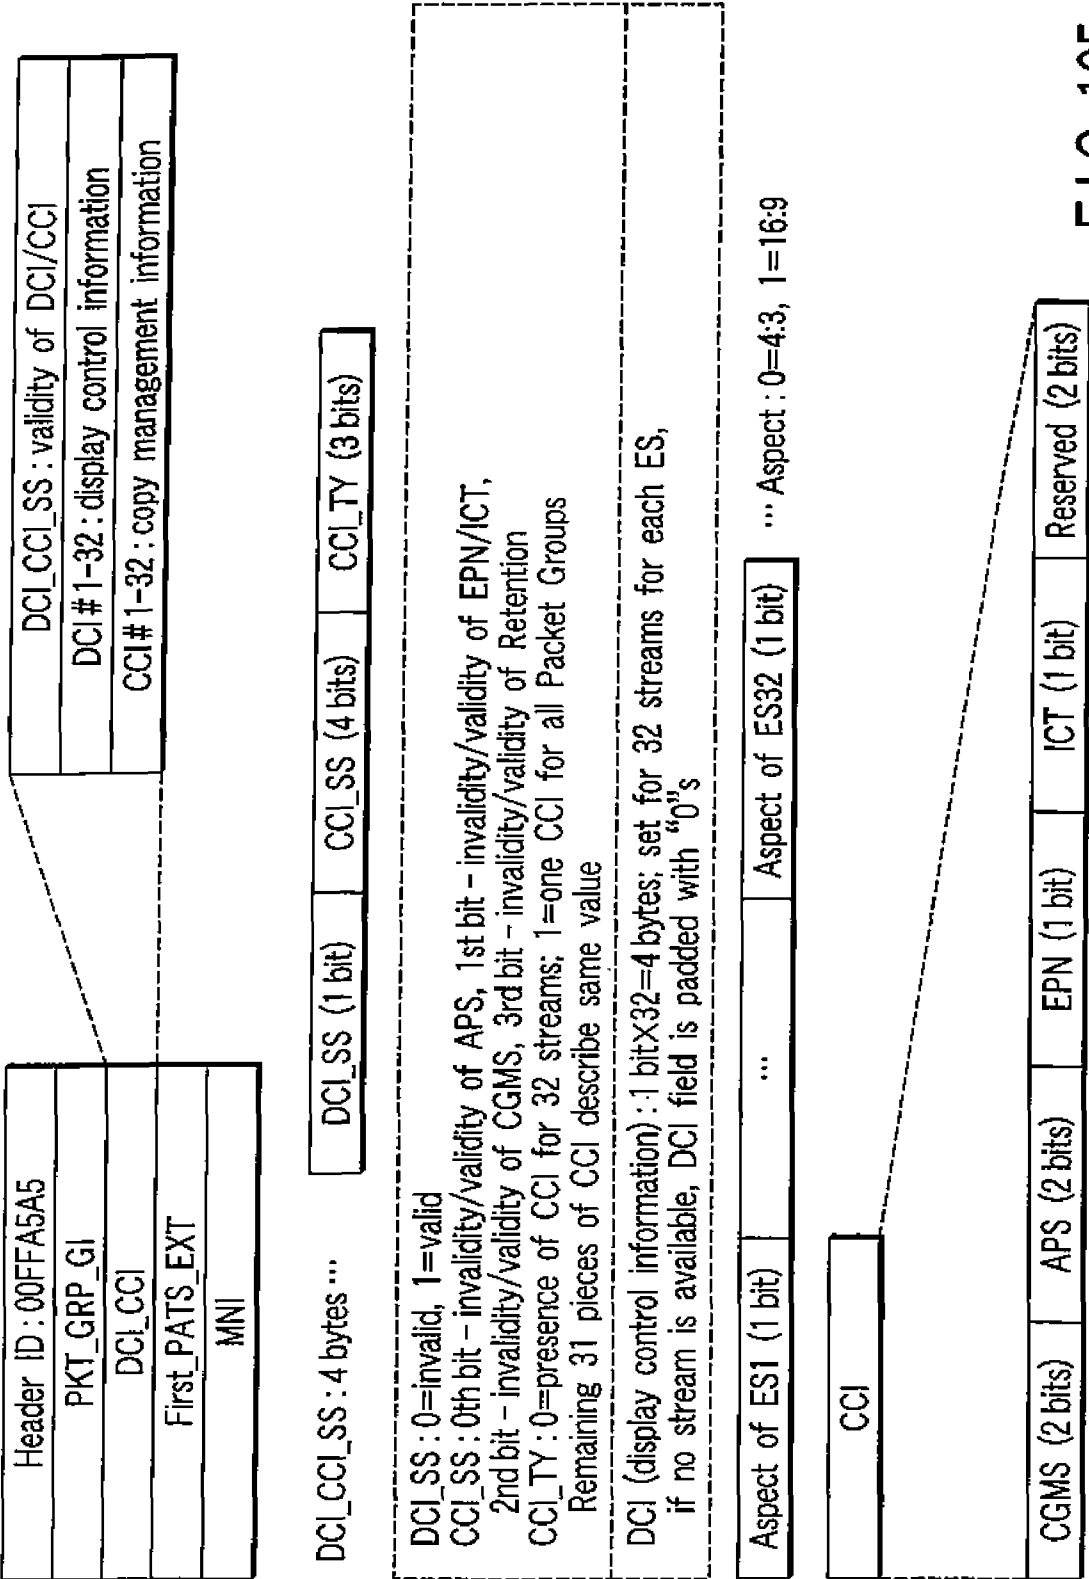 Header ID : 00FFA5A5
PKT_GRP_GI
DCI_CCI
First_PATS_EXT
MNI
DCI_CCI_SS : validity of DCI/CCI
DCI# 1-32 : display control information
CCI# 1-32 : copy management information
DCI_CCI_SS : 4 bytes ...
DCI_SS (1 bit)
CCI_SS (4 bits)
CCI_TY (3 bits)
DCI_SS : 0=invalid, 1=valid
CCI_SS : 0th bit – invalidity/validity of APS, 1st bit – invalidity/validity of EPN/ICT,
2nd bit – invalidity/validity of CGMS, 3rd bit – invalidity/validity of Retention
CCI_TY : 0=presence of CCI for 32 streams; 1=one CCI for all Packet Groups
Remaining 31 pieces of CCI describe same value
DCI (display control information) : 1 bit×32=4 bytes; set for 32 streams for each ES,
if no stream is available, DCI field is padded with “0”s
Aspect of ES1 (1 bit)
...
Aspect of ES32 (1 bit)
... Aspect : 0=4:3, 1=16:9
CCI
CGMS (2 bits)
APS (2 bits)
EPN (1 bit)
ICT (1 bit)
Reserved (2 bits)